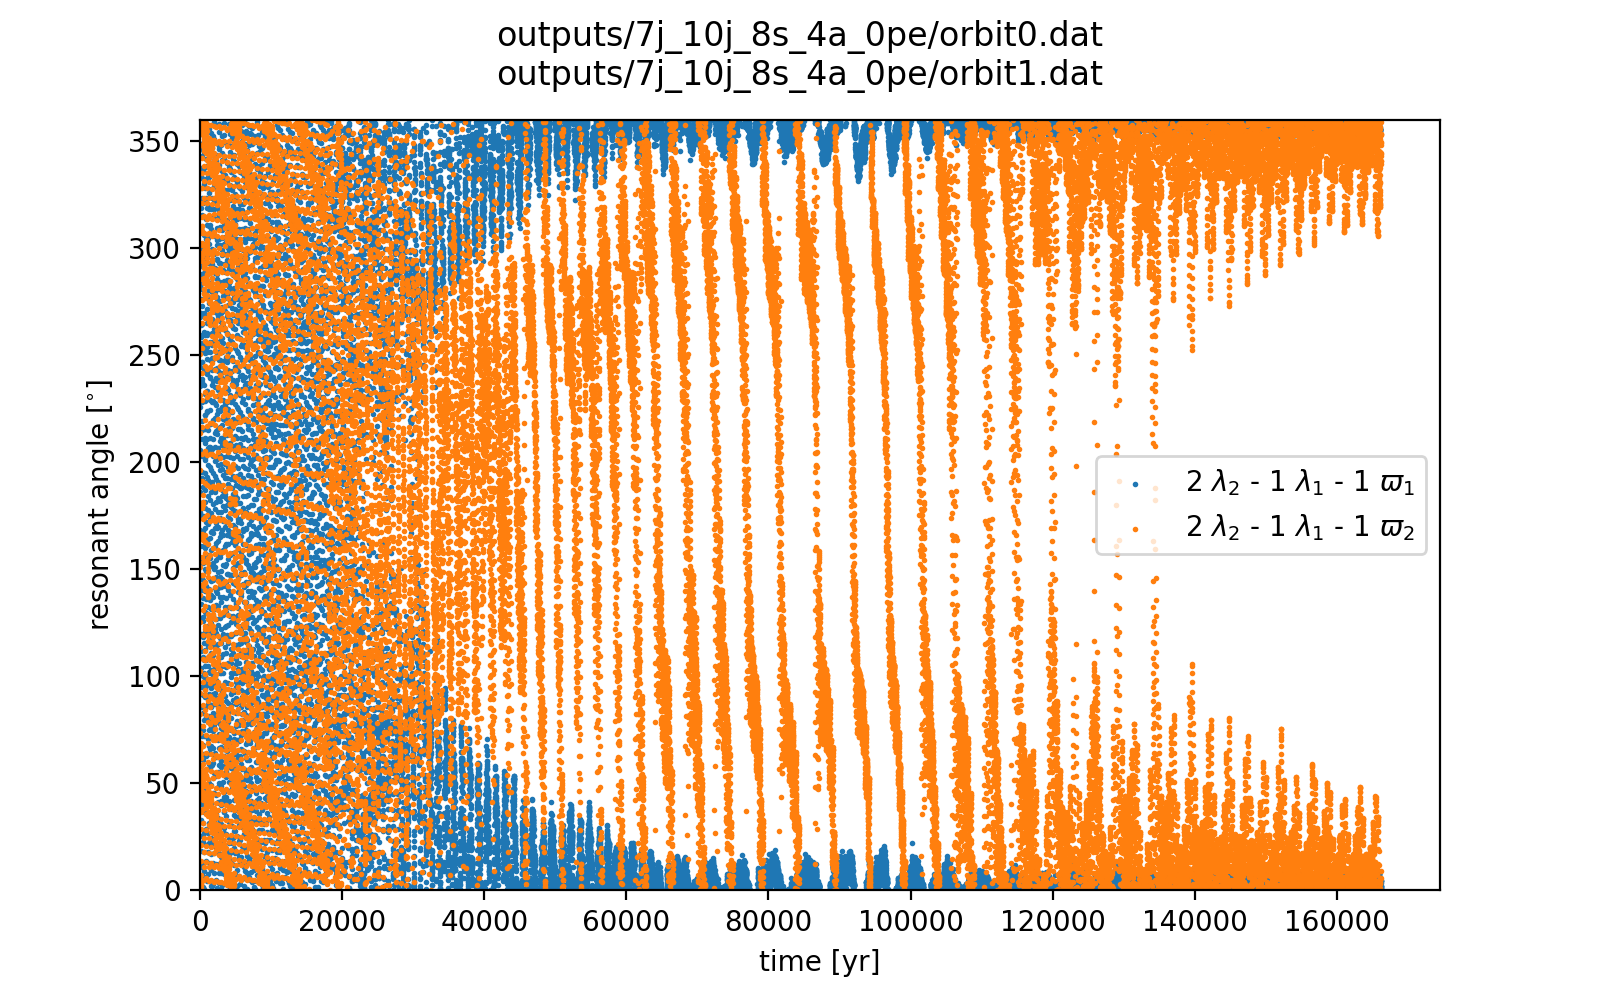 outputs/7j_10j_8s_4a_0pe/orbit0.dat
outputs/7j_10j_8s_4a_0pe/orbit1.dat
350
300
250
200
150
100
50
0
resonant angle [°]
2 λ₂ - 1 λ₁ - 1 ϖ₁
2 λ₂ - 1 λ₁ - 1 ϖ₂
0 20000 40000 60000 80000 100000 120000 140000 160000
time [yr]